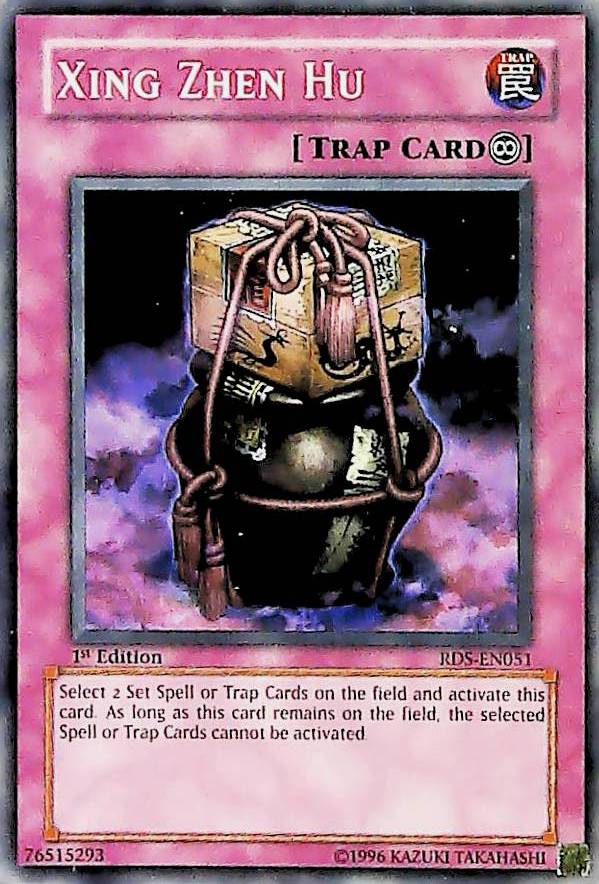 XING ZHEN HU
TRAP
罠
[TRAP CARD∞]
1st Edition
RDS-EN051
Select 2 Set Spell or Trap Cards on the field and activate this
card. As long as this card remains on the field, the selected
Spell or Trap Cards cannot be activated.
76515293
©1996 KAZUKI TAKAHASHI